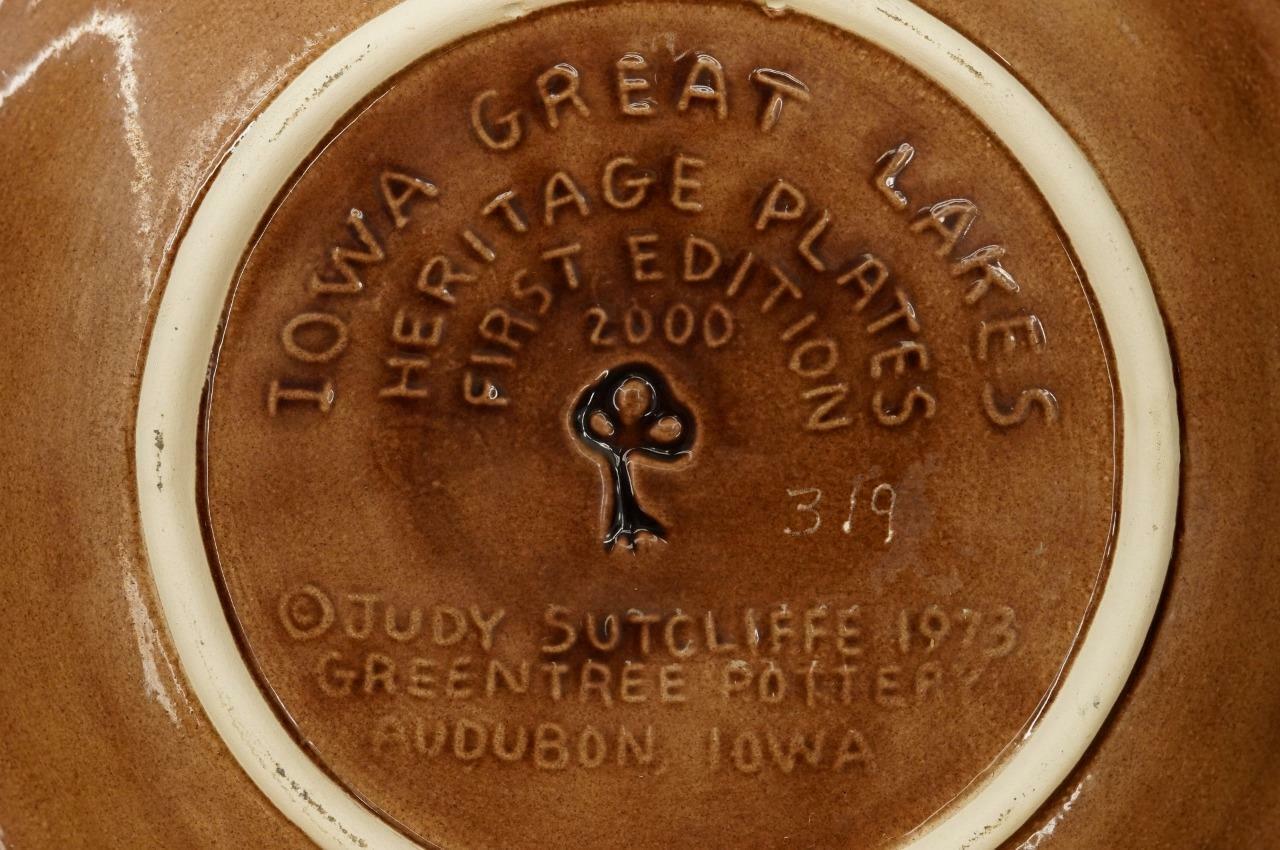 IOWA GREAT LAKES
HERITAGE PLATES
FIRST EDITION
2000
319
©JUDY SUTCLIFFE 1973
GREENTREE POTTERY
AUDUBON, IOWA